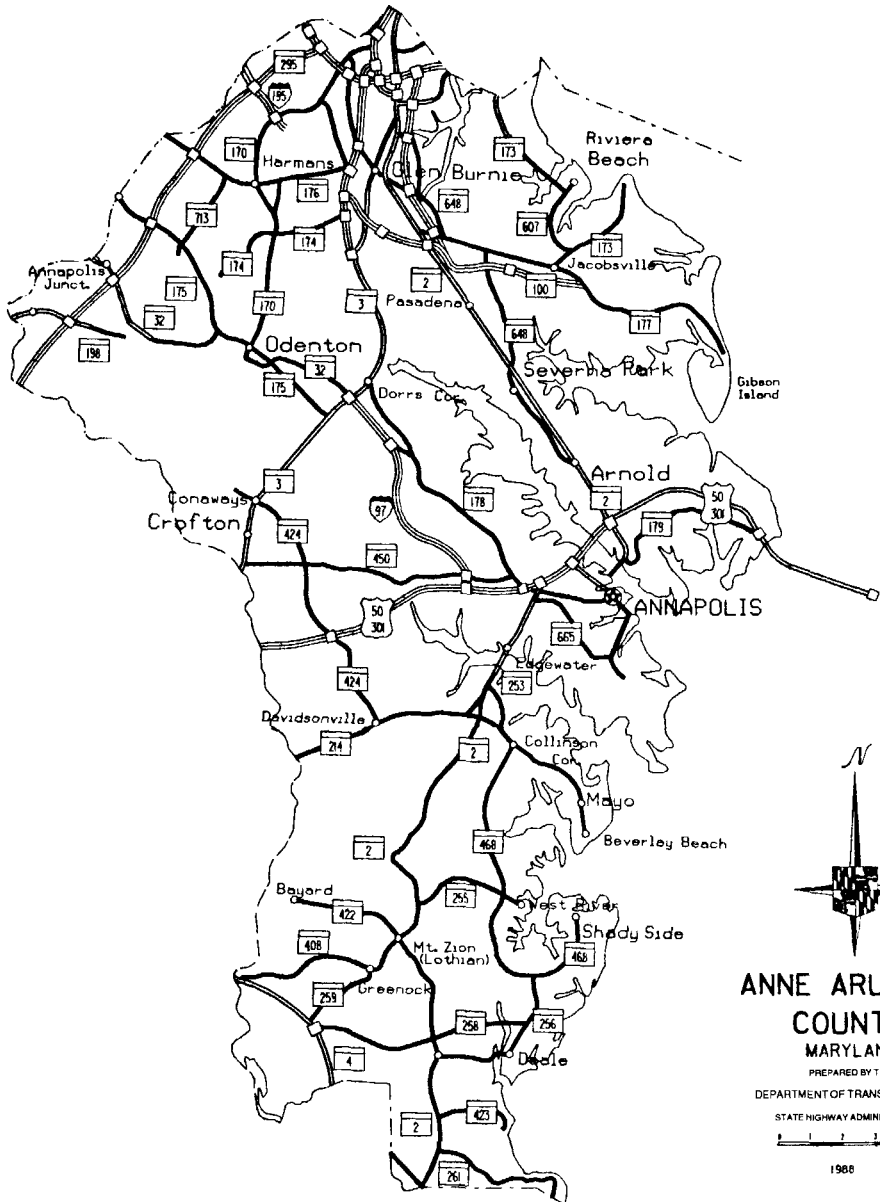 295
195
173
Riviera
Beach
170
Harmans
Glen Burnie
176
648
713
607
174
174
173
Annapolis
Junct.
2
Jacobsville
100
175
170
3
Pasadena
177
32
648
198
Odenton
32
Severna Park
175
Dorrs Cor.
Gibson
Island
Arnold
3
178
2
50
301
Conaways
97
179
Crofton
424
450
ANNAPOLIS
50
301
665
Edgewater
424
253
Davidsonville
214
2
Collinson
Cor.
N
Mayo
468
2
Beverley Beach
Bayard
255
422
West River
Shady Side
408
Mt. Zion
(Lothian)
468
Greenock
259
258
256
ANNE ARU
COUNT
MARYLAN
4
Deale
PREPARED BY T
DEPARTMENT OF TRANS
STATE HIGHWAY ADMINI
423
2
0 1 2 3
261
1988